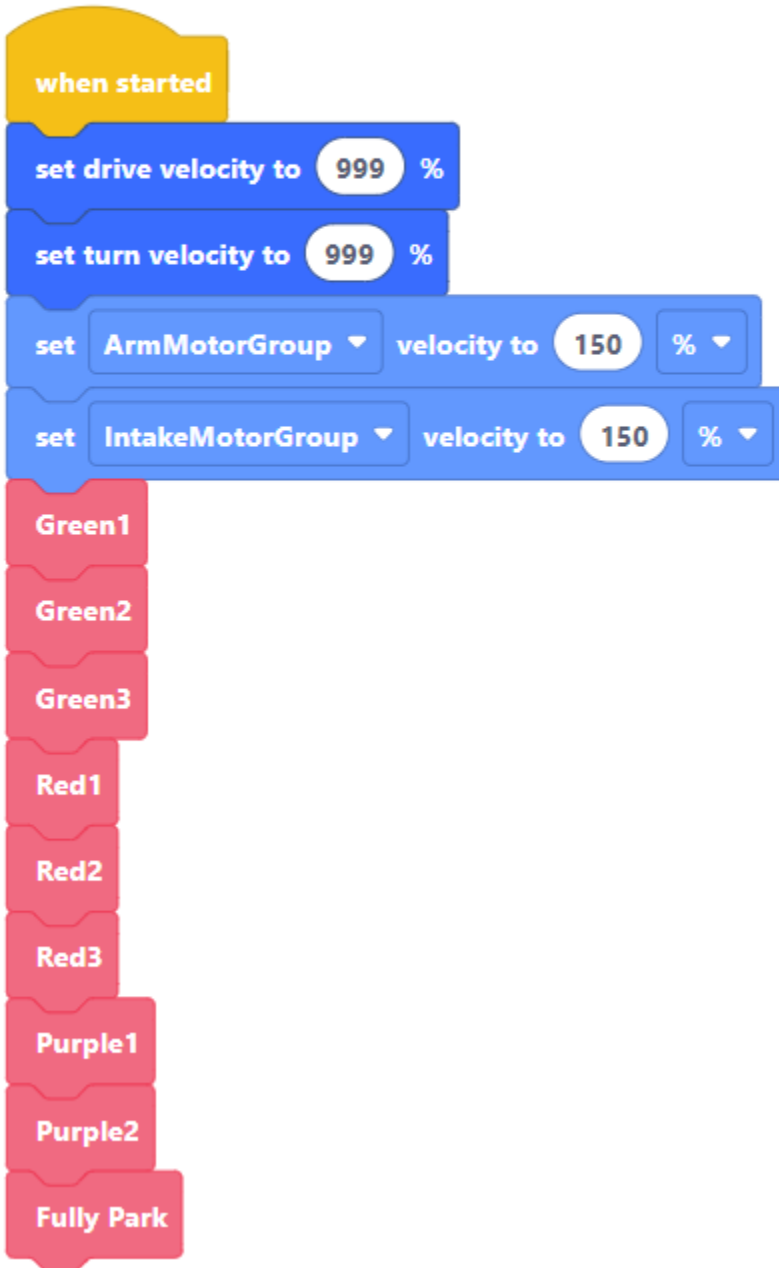 when started
set drive velocity to 999 %
set turn velocity to 999 %
set ArmMotorGroup velocity to 150 %
set IntakeMotorGroup velocity to 150 %
Green1
Green2
Green3
Red1
Red2
Red3
Purple1
Purple2
Fully Park